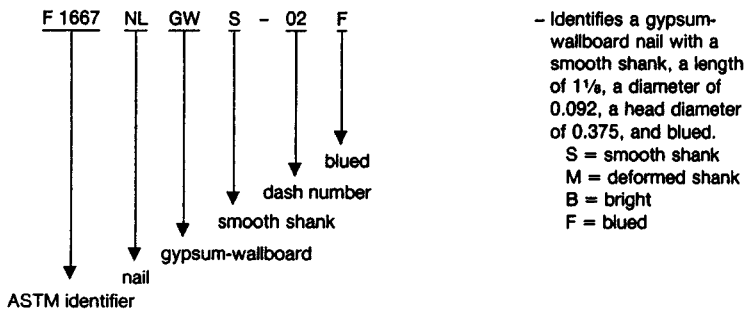 F 1667 NL GW S - 02 F
blued
dash number
smooth shank
gypsum-wallboard
nail
ASTM identifier
– Identifies a gypsum-
wallboard nail with a
smooth shank, a length
of 1⅛, a diameter of
0.092, a head diameter
of 0.375, and blued.
S = smooth shank
M = deformed shank
B = bright
F = blued